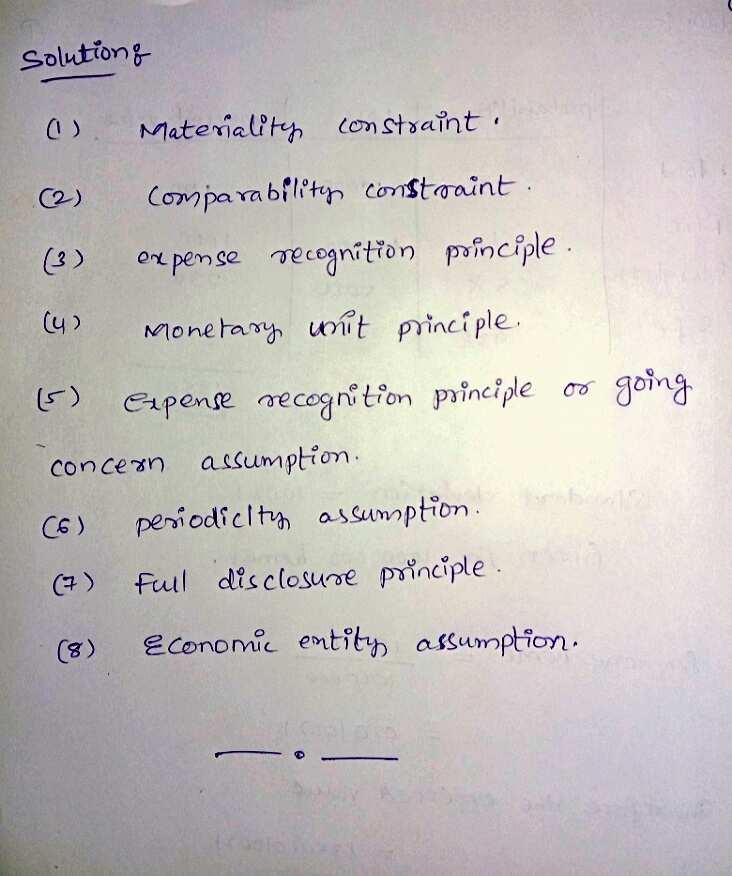 Solution:
(1) Materiality constraint.
(2) Comparability constraint.
(3) expense recognition principle.
(4) Monetary unit principle.
(5) Expense recognition principle or going
concern assumption.
(6) periodicity assumption.
(7) Full disclosure principle.
(8) Economic entity assumption.